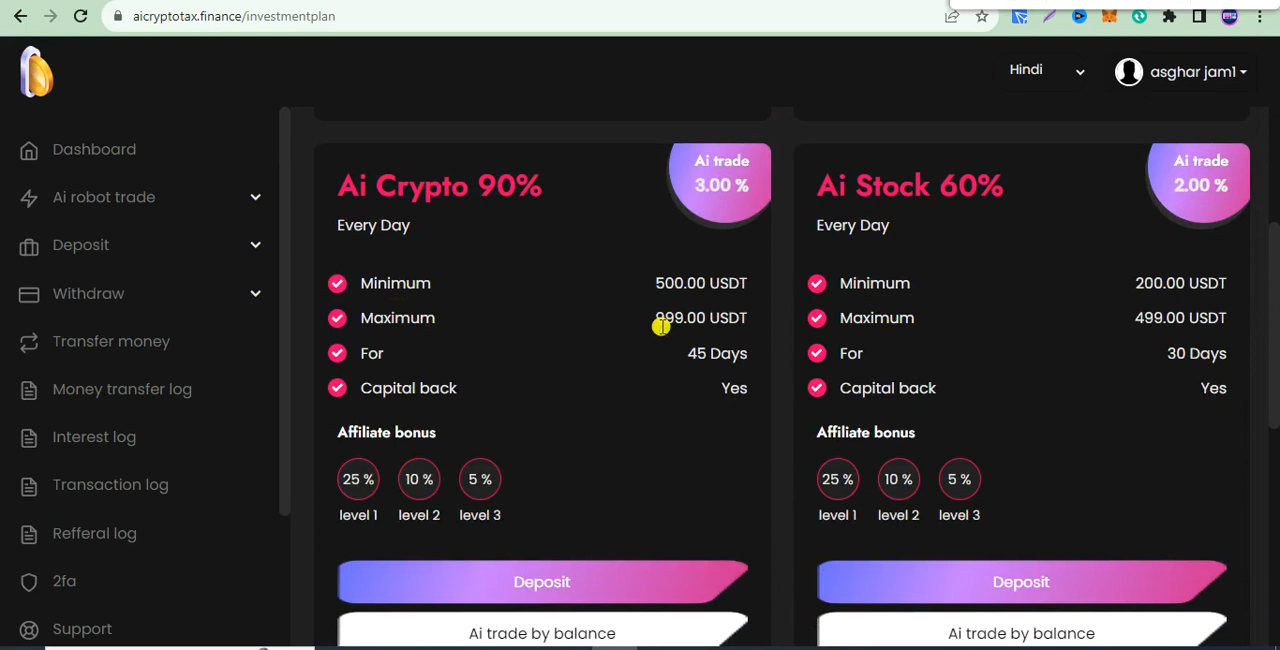 aicryptotax.finance/investmentplan
Hindi
asghar jam1
Dashboard
Ai robot trade
Deposit
Withdraw
Transfer money
Money transfer log
Interest log
Transaction log
Refferal log
2fa
Support
Ai trade
3.00 %
Ai Crypto 90%
Every Day
Minimum 500.00 USDT
Maximum 999.00 USDT
For 45 Days
Capital back Yes
Affiliate bonus
25 % 10 % 5 %
level 1 level 2 level 3
Deposit
Ai trade by balance
Ai trade
2.00 %
Ai Stock 60%
Every Day
Minimum 200.00 USDT
Maximum 499.00 USDT
For 30 Days
Capital back Yes
Affiliate bonus
25 % 10 % 5 %
level 1 level 2 level 3
Deposit
Ai trade by balance